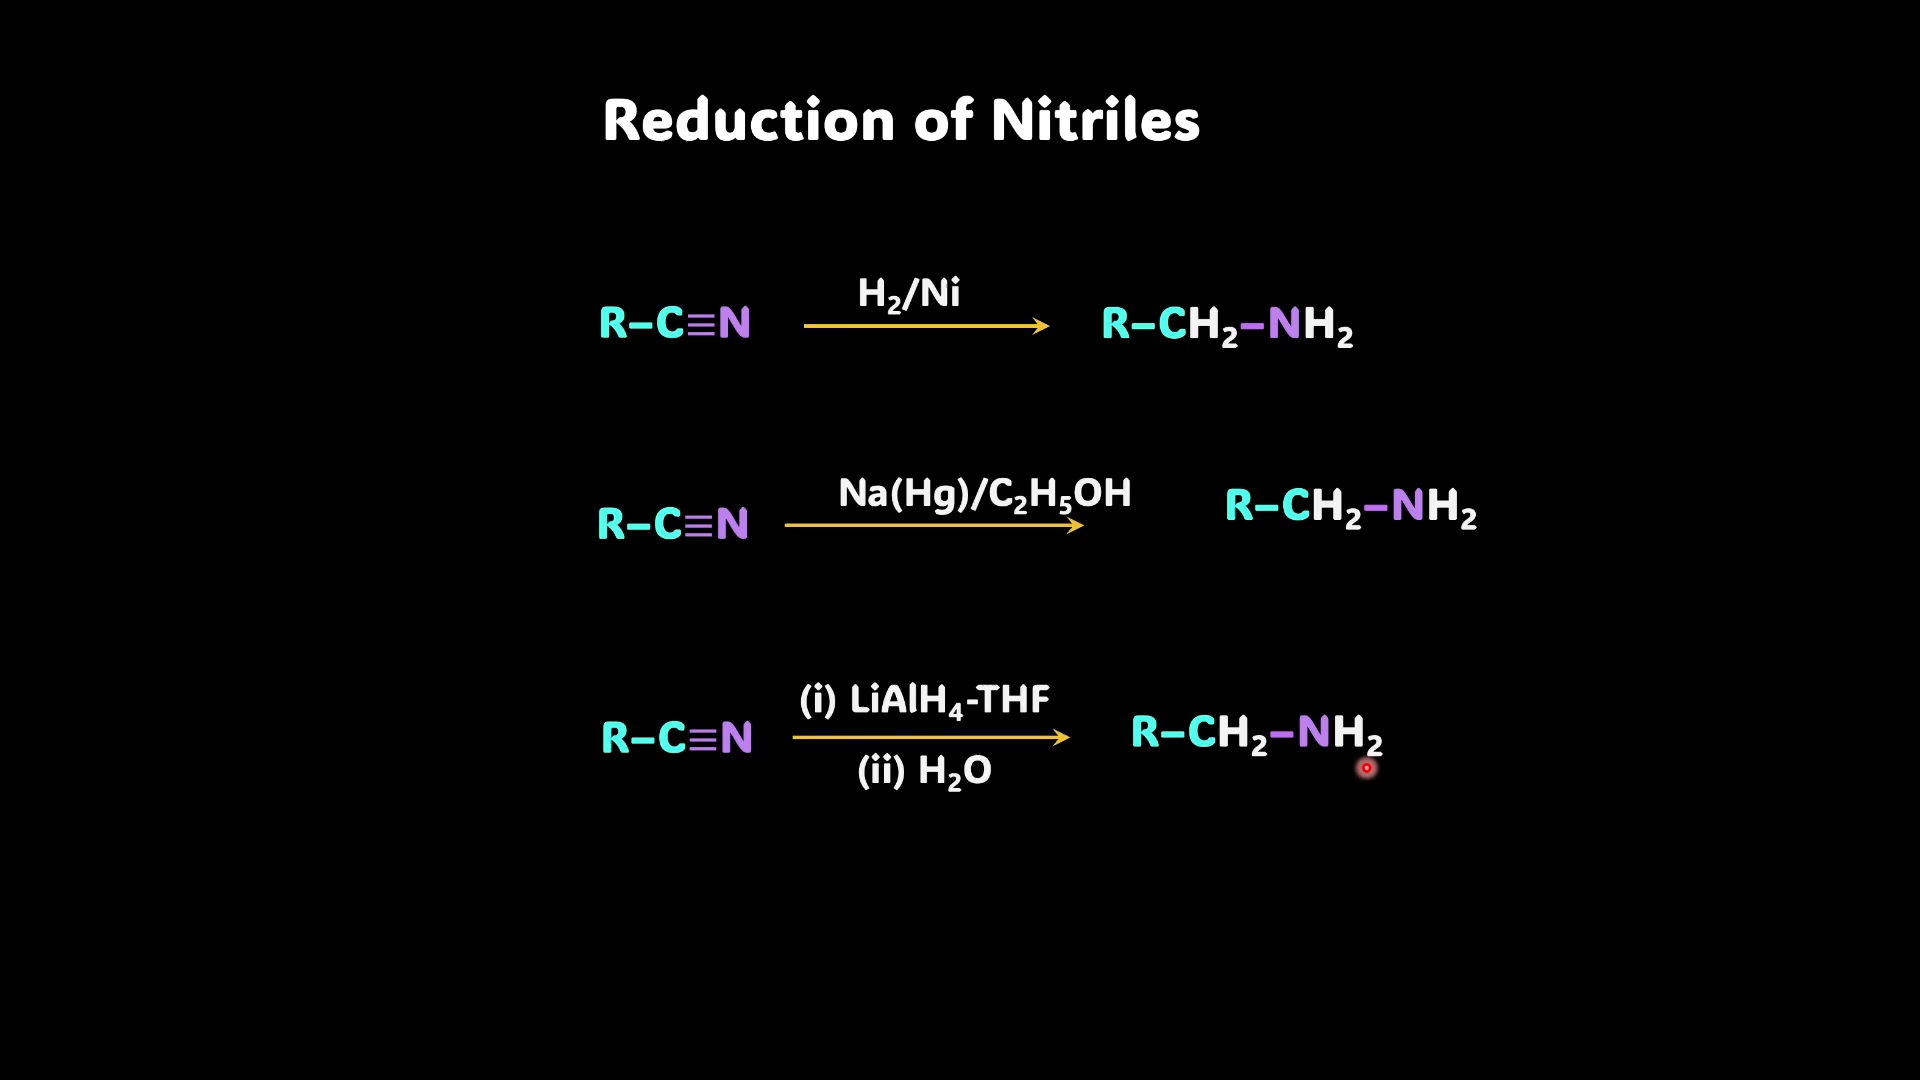 Reduction of Nitriles
R–C≡N H₂/Ni R–CH₂–NH₂
R–C≡N Na(Hg)/C₂H₅OH R–CH₂–NH₂
(i) LiAlH₄-THF
R–C≡N R–CH₂–NH₂
(ii) H₂O